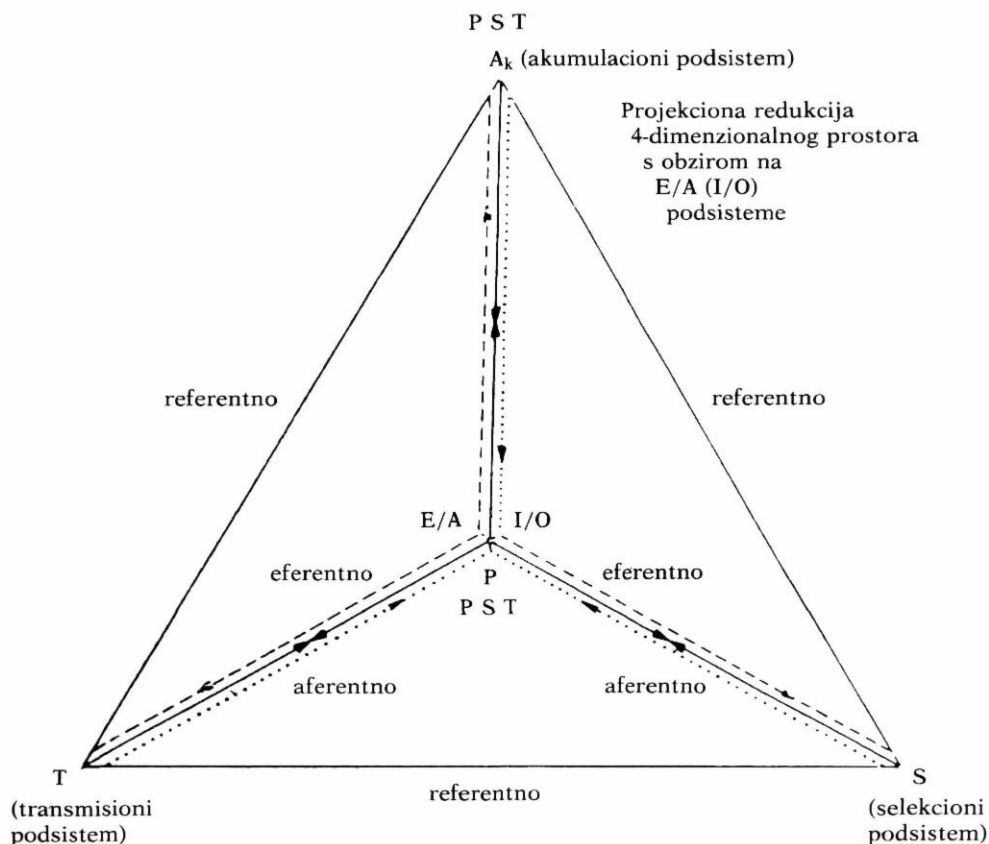 P S T
Ak (akumulacioni podsistem)
Projekciona redukcija
4-dimenzionalnog prostora
s obzirom na
E/A (I/O)
podsisteme
referentno
referentno
E/A
I/O
eferentno
eferentno
P
P S T
aferentno
aferentno
T
S
referentno
(transmisioni
podsistem)
(selekcioni
podsistem)